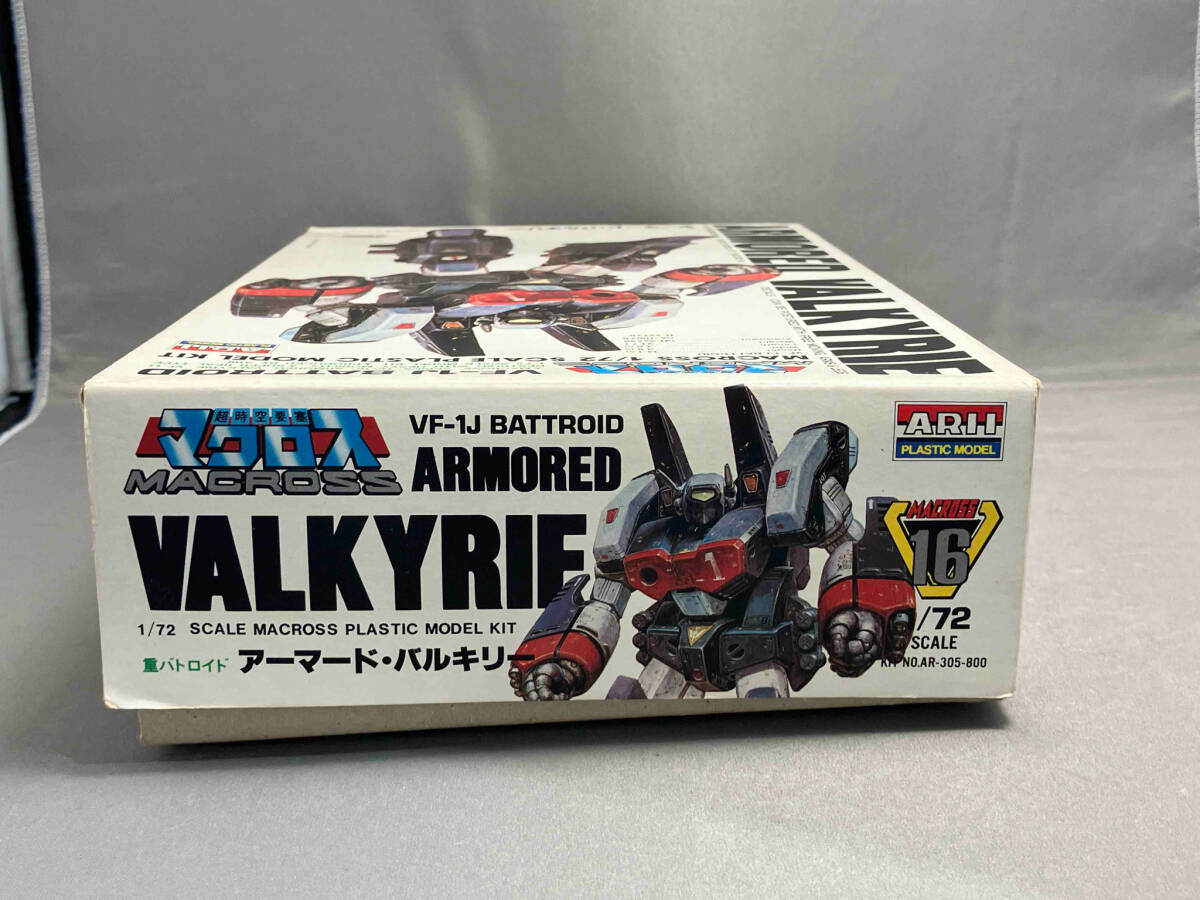 ARMORED VALKYRIE
VF-1J BATTROID
MACROSS 1/72 SCALE PLASTIC MODEL KIT
超時空要塞
マクロス
MACROSS
VF-1J BATTROID
ARMORED
VALKYRIE
1/72 SCALE MACROSS PLASTIC MODEL KIT
重バトロイド アーマード・バルキリー
1
ARII
PLASTIC MODEL
MACROSS
16
/72
SCALE
KIT NO.AR-305-800